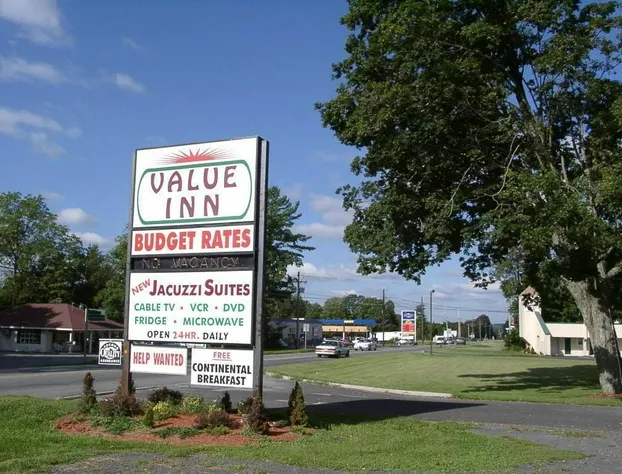 VALUE
INN
BUDGET RATES
NO VACANCY
NEW JACUZZI SUITES
CABLE TV • VCR • DVD
FRIDGE • MICROWAVE
OPEN 24HR. DAILY
HELP WANTED
FREE
CONTINENTAL
BREAKFAST